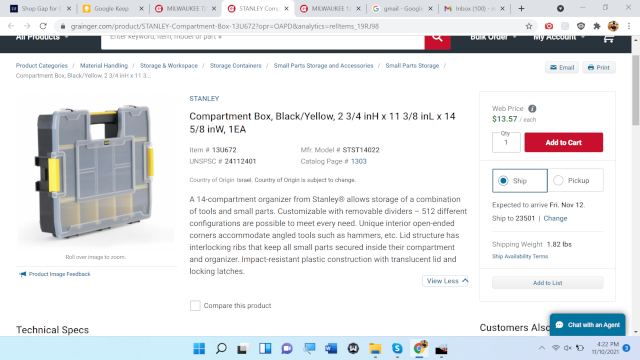 Shop Gap for
Google Keep
MILWAUKEE
STANLEY Com
MILWAUKEE
gmail - Google
Inbox (100) -
grainger.com/product/STANLEY-Compartment-Box-13U672?opr=OAPD&analytics=relItems_19RJ98
All Products
Enter keyword, item, model or part number
Bulk Order
My Account
Product Categories / Material Handling / Storage & Workspace / Storage Containers / Small Parts Storage and Accessories / Small Parts Storage /
Compartment Box, Black/Yellow, 2 3/4 inH x 11 3...
Email
Print
STANLEY
Compartment Box, Black/Yellow, 2 3/4 inH x 11 3/8 inL x 14
5/8 inW, 1EA
Item # 13U672
Mfr. Model # STST14022
UNSPSC # 24112401
Catalog Page # 1303
Country of Origin Israel. Country of Origin is subject to change.
A 14-compartment organizer from Stanley® allows storage of a combination
of tools and small parts. Customizable with removable dividers – 512 different
configurations are possible to meet every need. Unique interior open-ended
corners accommodate angled tools such as hammers, etc. Lid structure has
interlocking ribs that keep all small parts secured inside their compartment
and organizer. Impact-resistant plastic construction with translucent lid and
locking latches.
View Less
Roll over image to zoom.
Product Image Feedback
Compare this product
Web Price
$13.57 / each
Qty
1
Add to Cart
Ship
Pickup
Expected to arrive Fri. Nov 12.
Ship to 23501 | Change
Shipping Weight 1.82 lbs
Ship Availability Terms
Add to List
Technical Specs
Customers Also
Chat with an Agent
4:22 PM
11/10/2021